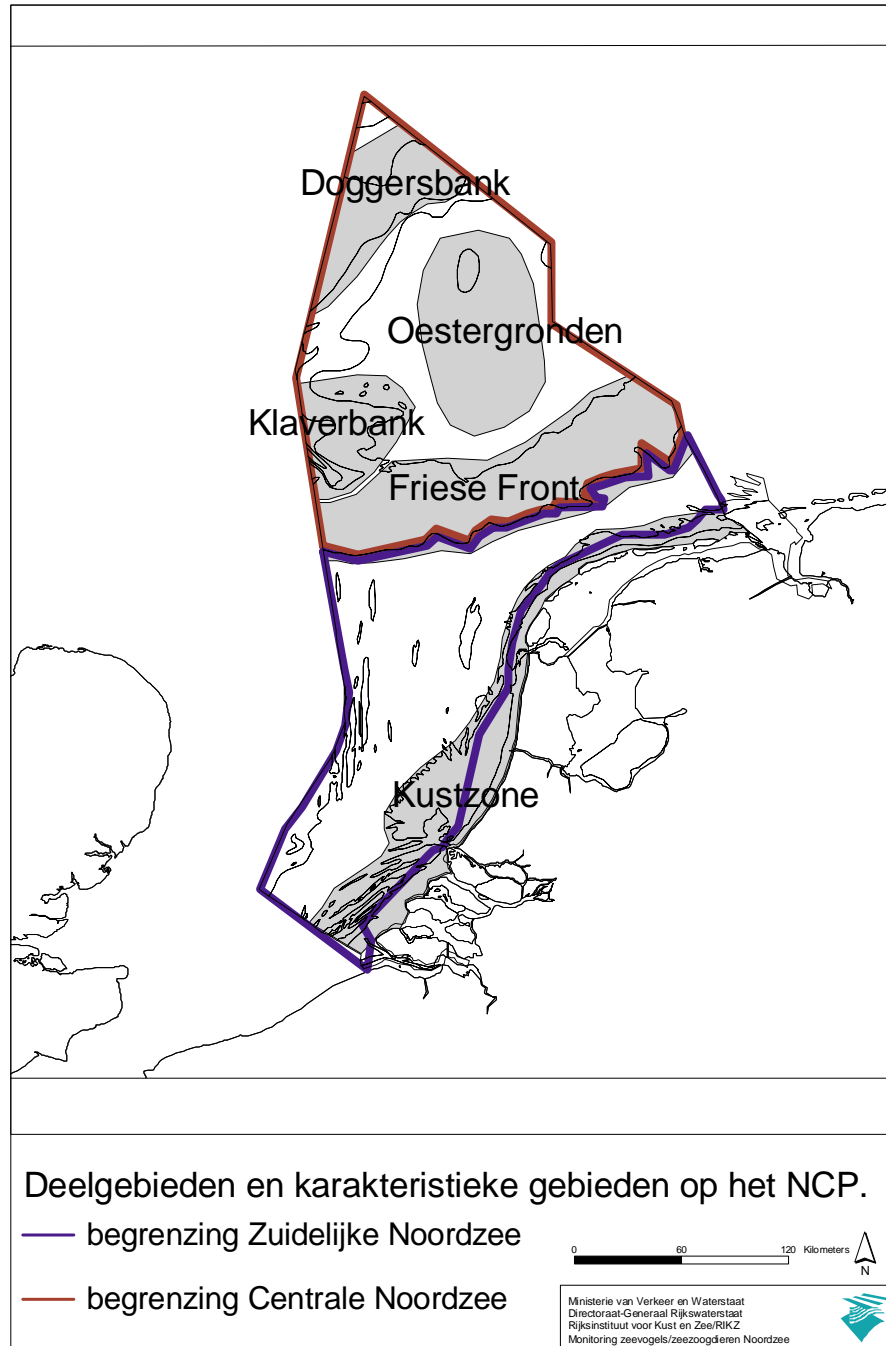 Doggersbank
Oestergronden
Klaverbank
Friese Front
Kustzone
Deelgebieden en karakteristieke gebieden op het NCP.
begrenzing Zuidelijke Noordzee
begrenzing Centrale Noordzee
0 60 120 Kilometers
N
Ministerie van Verkeer en Waterstaat
Directoraat-Generaal Rijkswaterstaat
Rijksinstituut voor Kust en Zee/RIKZ
Monitoring zeevogels/zeezoogdieren Noordzee